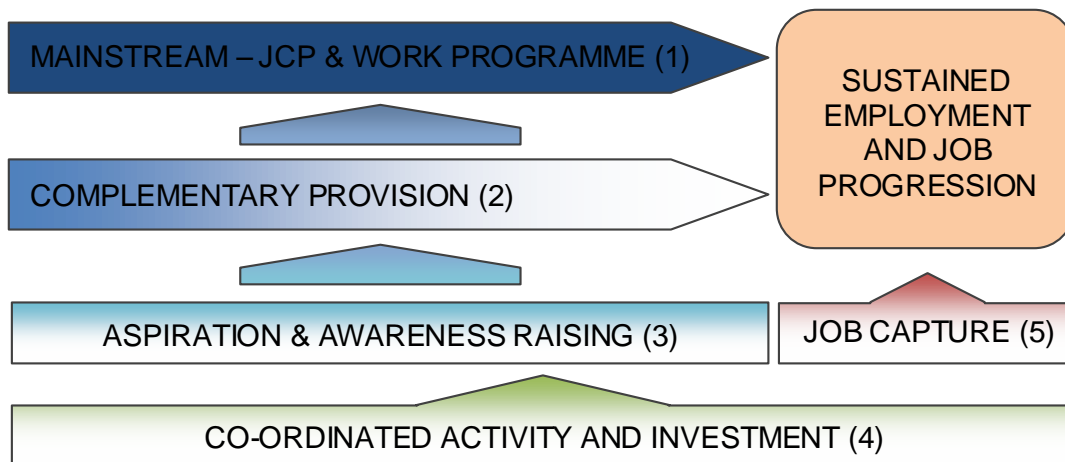 MAINSTREAM – JCP & WORK PROGRAMME (1)
SUSTAINED
EMPLOYMENT
AND JOB
PROGRESSION
COMPLEMENTARY PROVISION (2)
ASPIRATION & AWARENESS RAISING (3)
JOB CAPTURE (5)
CO-ORDINATED ACTIVITY AND INVESTMENT (4)